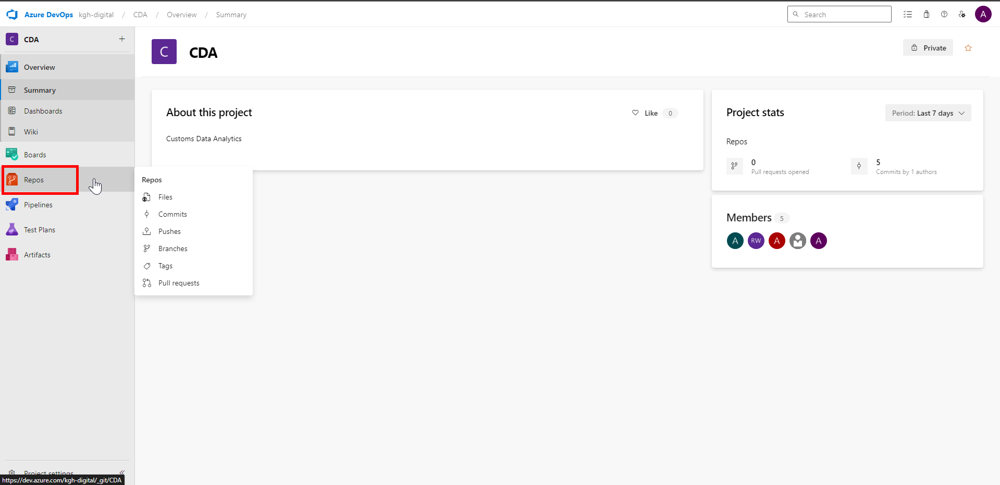 Azure DevOps kgh-digital / CDA / Overview / Summary
Search
A
C CDA +
Overview
Summary
Dashboards
Wiki
Boards
Repos
Pipelines
Test Plans
Artifacts
Project settings
https://dev.azure.com/kgh-digital/_git/CDA
C CDA
Private
About this project
Like 0
Customs Data Analytics
Repos
Files
Commits
Pushes
Branches
Tags
Pull requests
Project stats
Period: Last 7 days
Repos
0
Pull requests opened
5
Commits by 1 authors
Members 5
A RW A A